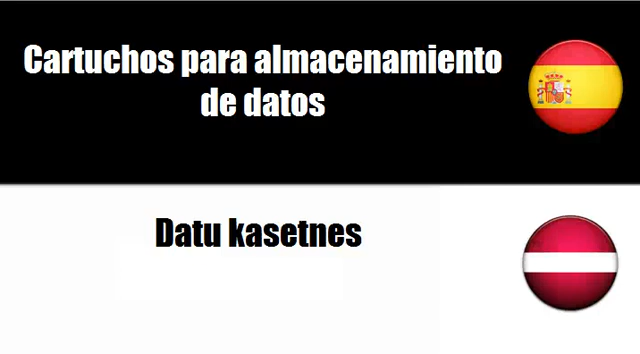 Cartuchos para almacenamiento
de datos
Datu kasetnes